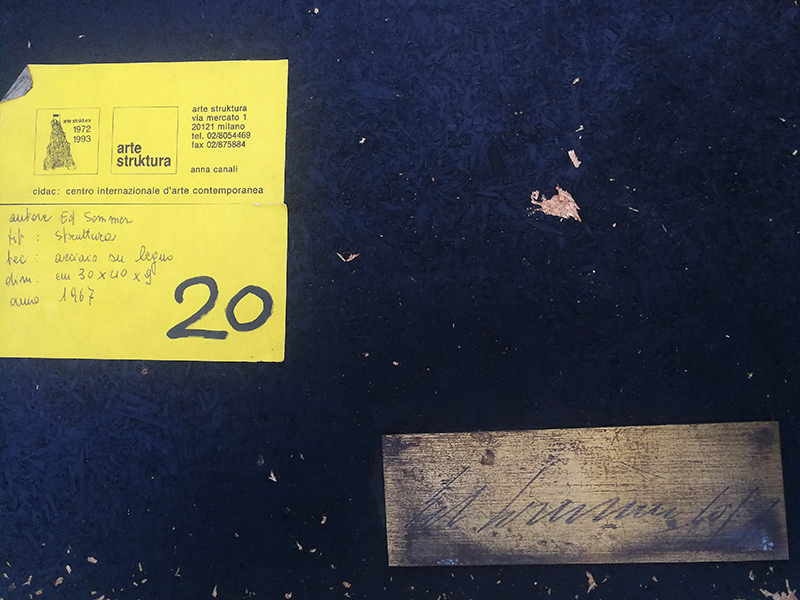 arte struktura
1972
1993
arte
struktura
arte struktura
via mercato 1
20121 milano
tel. 02/8054469
fax 02/875884
anna canali
cidac: centro internazionale d'arte contemporanea
autore Ed Sommer
tit : struttura
tec : acciaio su legno
dim: cm 30 x 40 x 9
anno 1967
20
Ed. Sommer